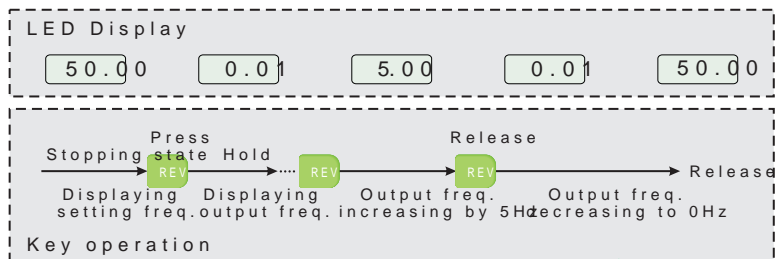 LED Display
50.00 0.01 5.00 0.01 50.00
Press Release
Stopping state Hold
REV REV REV Release
Displaying Displaying Output freq. Output freq.
setting freq. output freq. increasing by 5Hz decreasing to 0Hz
Key operation